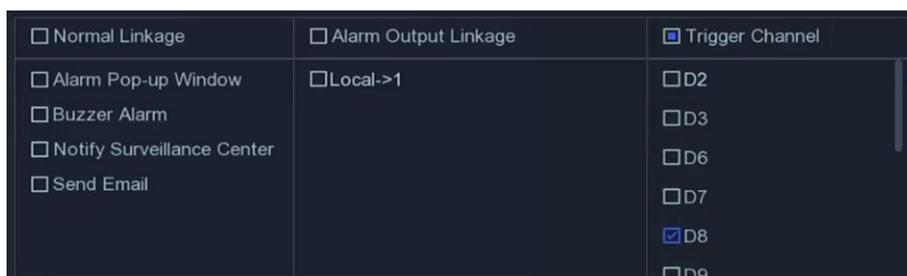 Normal Linkage
Alarm Output Linkage
Trigger Channel
Alarm Pop-up Window
Buzzer Alarm
Notify Surveillance Center
Send Email
Local->1
D2
D3
D6
D7
D8
D9